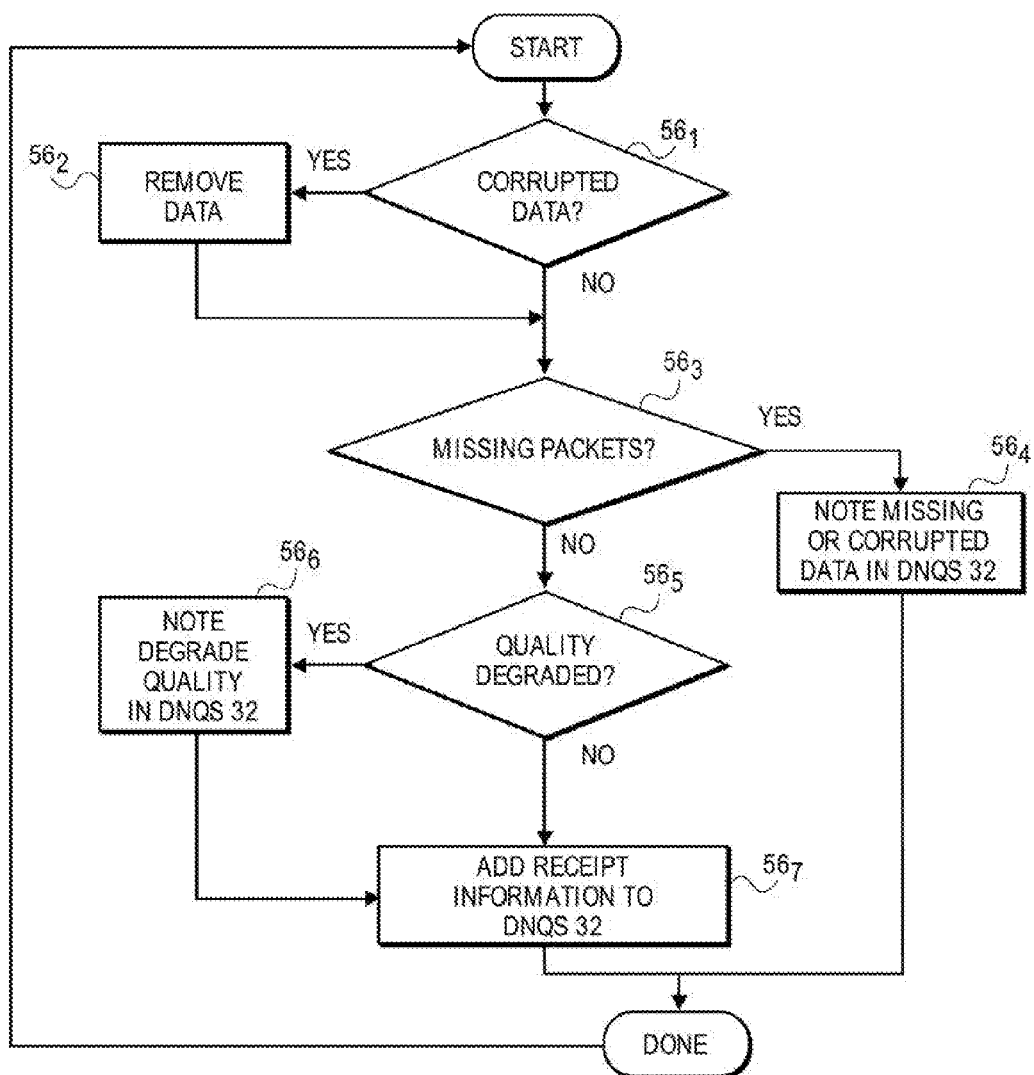 START
56₁
CORRUPTED
DATA?
YES
56₂
REMOVE
DATA
NO
56₃
MISSING PACKETS?
YES
56₄
NOTE MISSING
OR CORRUPTED
DATA IN DNQS 32
NO
56₅
QUALITY
DEGRADED?
YES
56₆
NOTE
DEGRADE
QUALITY
IN DNQS 32
NO
ADD RECEIPT
INFORMATION TO
DNQS 32
56₇
DONE